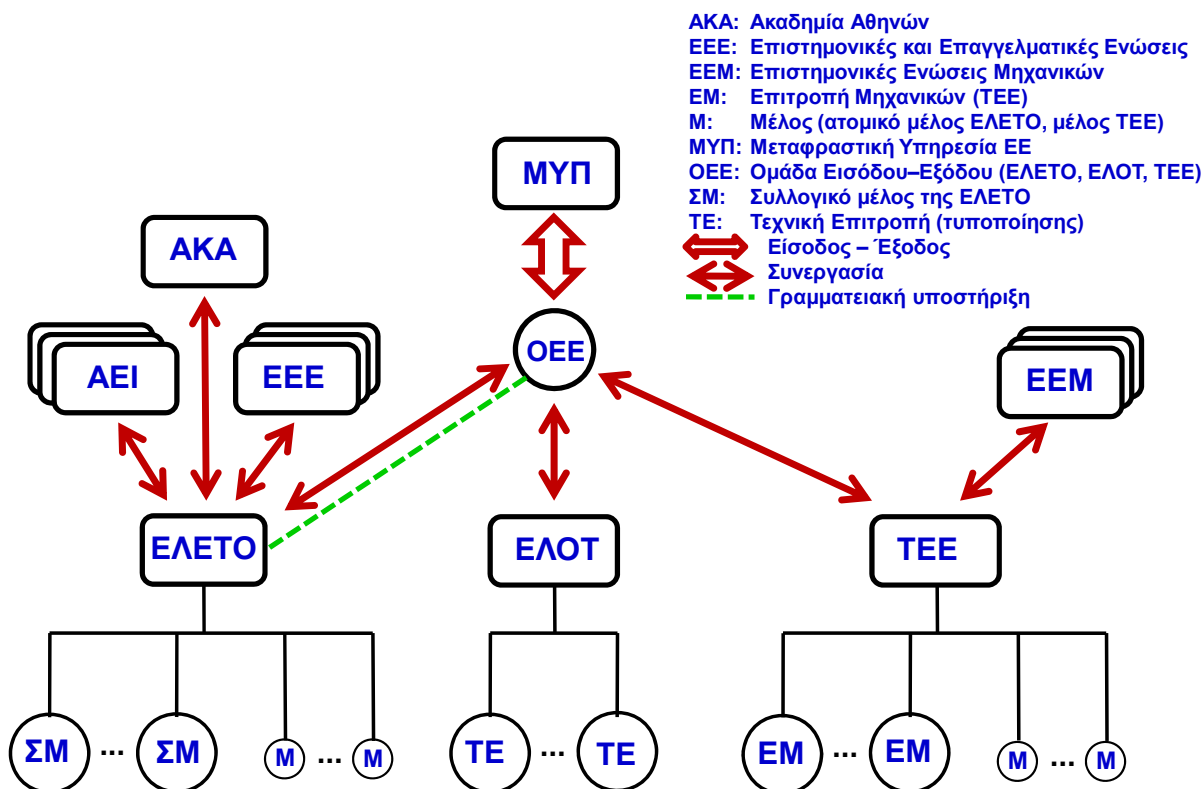 ΑΚΑ: Ακαδημία Αθηνών
ΕΕΕ: Επιστημονικές και Επαγγελματικές Ενώσεις
ΕΕΜ: Επιστημονικές Ενώσεις Μηχανικών
ΕΜ: Επιτροπή Μηχανικών (ΤΕΕ)
Μ: Μέλος (ατομικό μέλος ΕΛΕΤΟ, μέλος ΤΕΕ)
ΜΥΠ: Μεταφραστική Υπηρεσία ΕΕ
ΟΕΕ: Ομάδα Εισόδου–Εξόδου (ΕΛΕΤΟ, ΕΛΟΤ, ΤΕΕ)
ΣΜ: Συλλογικό μέλος της ΕΛΕΤΟ
ΤΕ: Τεχνική Επιτροπή (τυποποίησης)
Είσοδος – Έξοδος
Συνεργασία
Γραμματειακή υποστήριξη
ΜΥΠ
ΑΚΑ
ΟΕΕ
ΑΕΙ ΕΕΕ ΕΕΜ
ΕΛΕΤΟ ΕΛΟΤ ΤΕΕ
ΣΜ ... ΣΜ Μ ... Μ ΤΕ ... ΤΕ ΕΜ ... ΕΜ Μ ... Μ